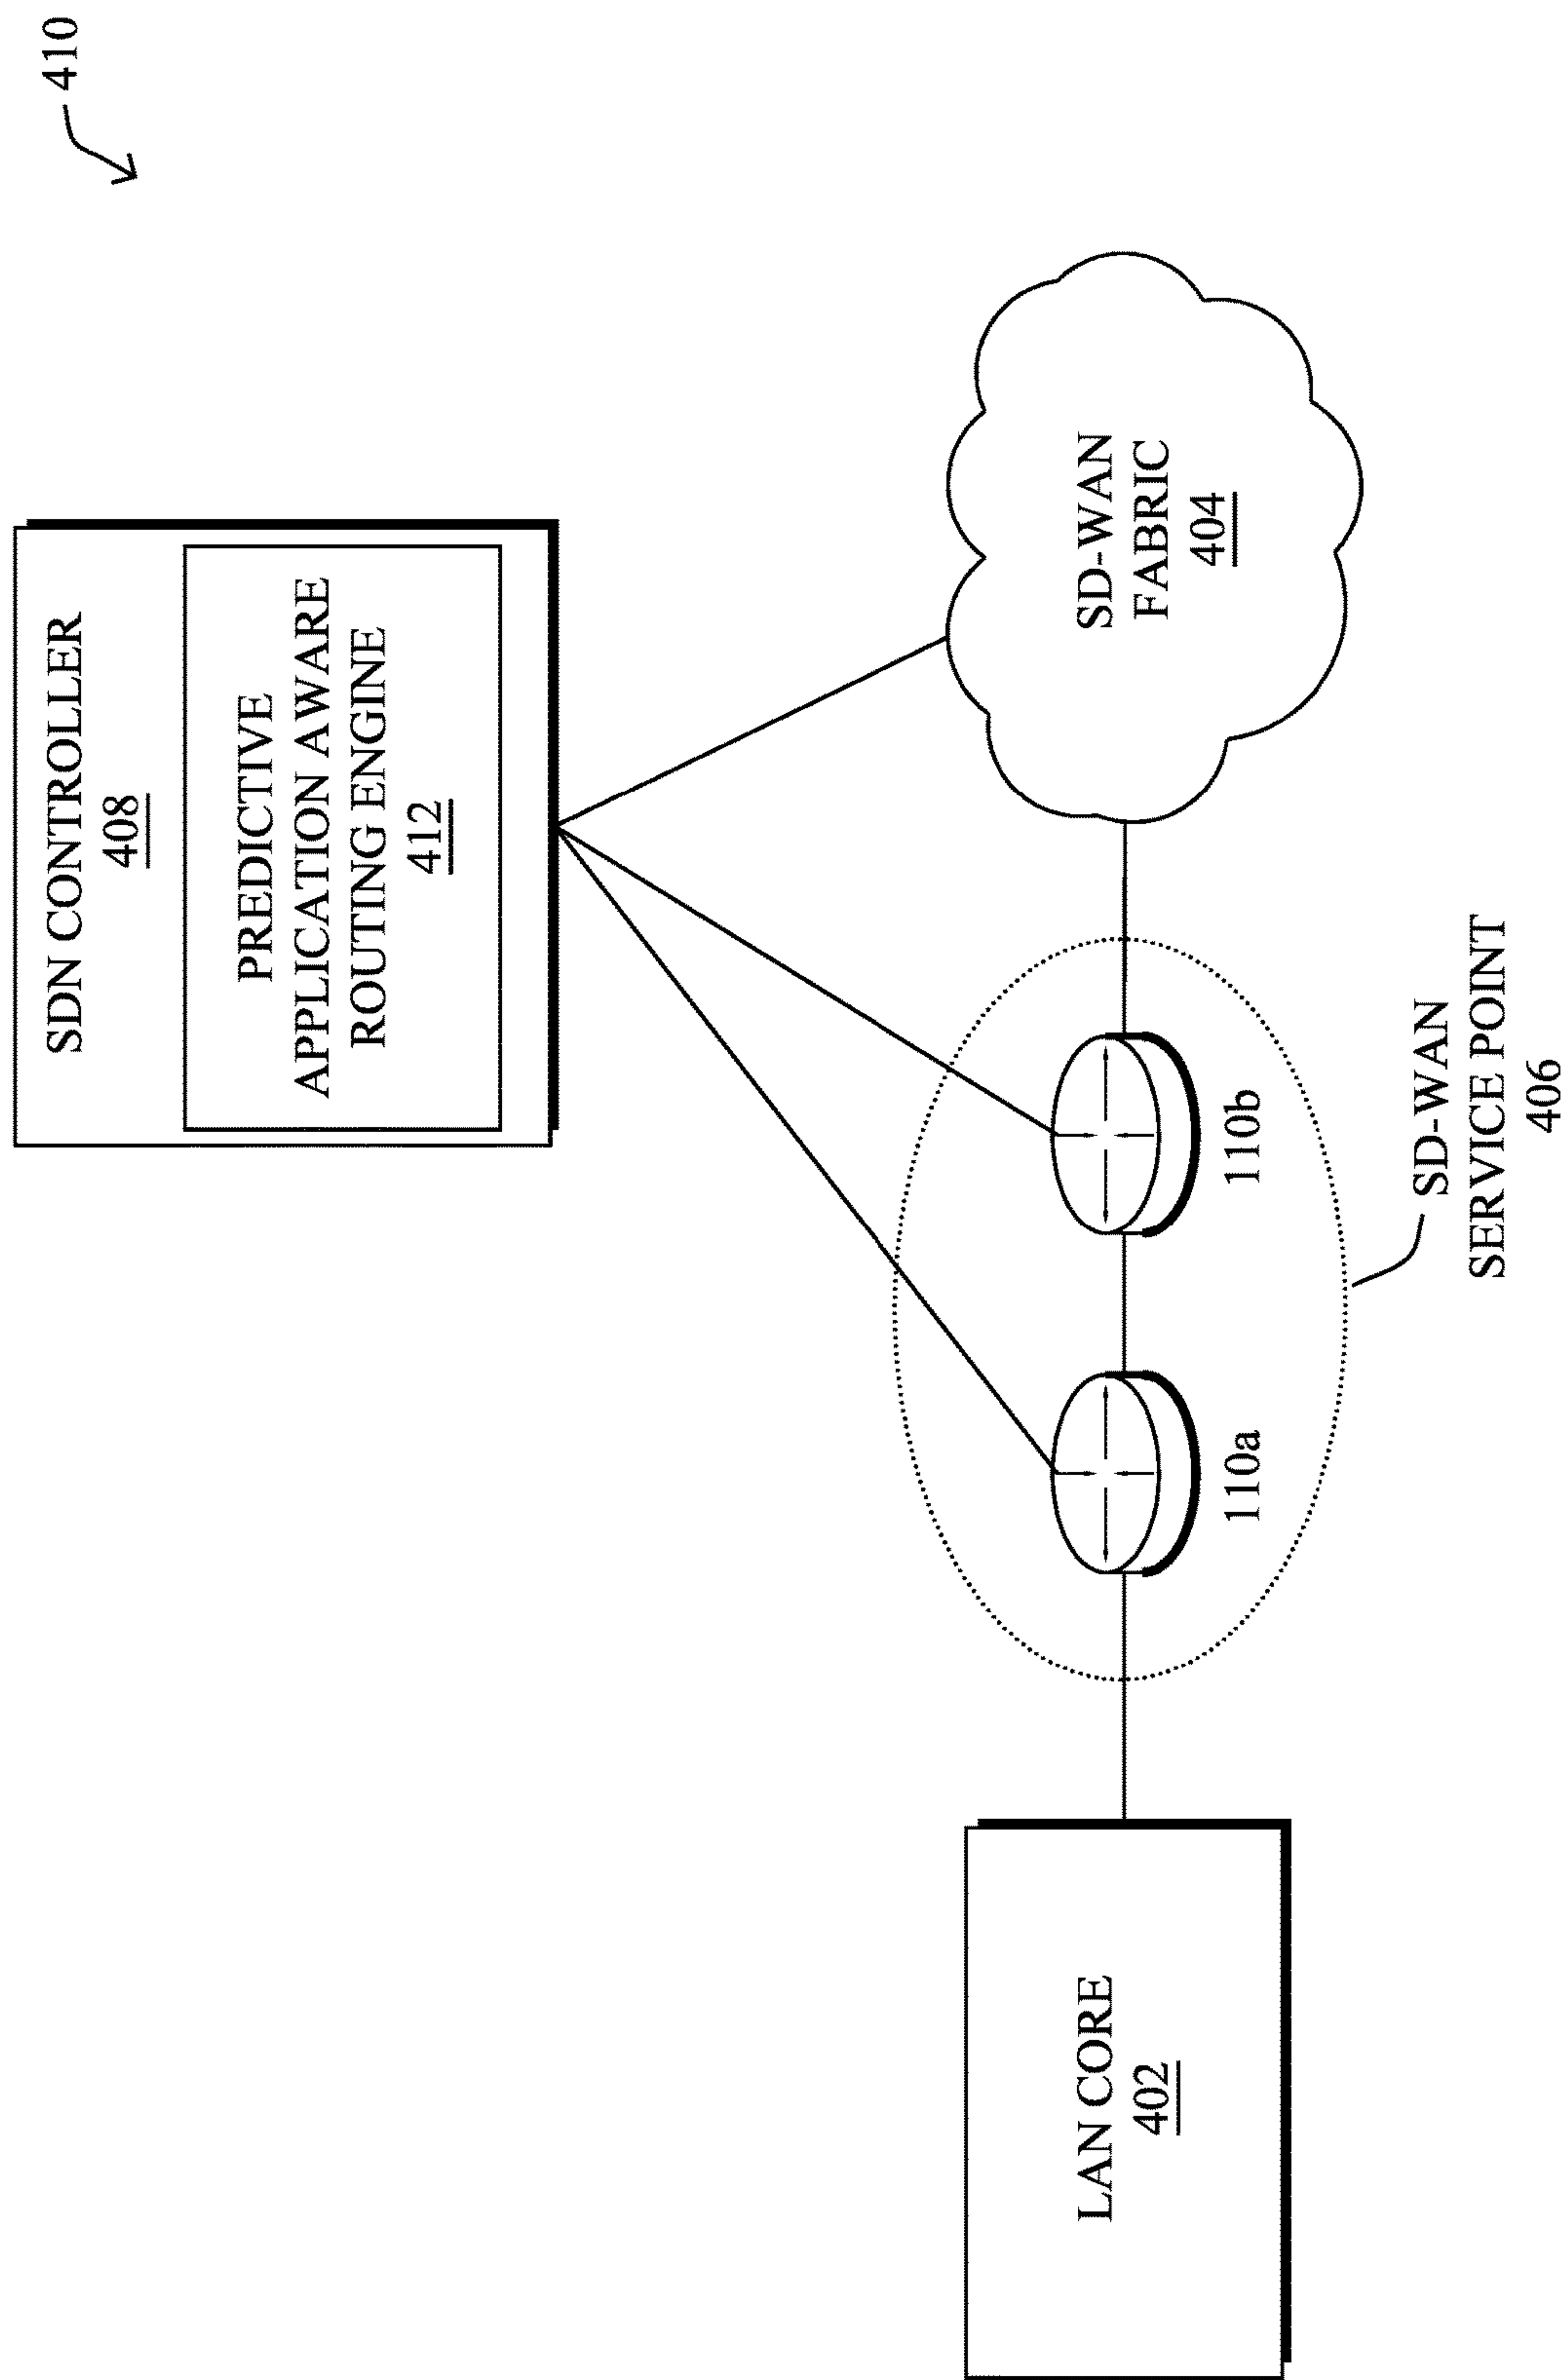 410
SDN CONTROLLER
408
PREDICTIVE
APPLICATION AWARE
ROUTING ENGINE
412
LAN CORE
402
110a
110b
SD-WAN
FABRIC
404
SD-WAN
SERVICE POINT
406